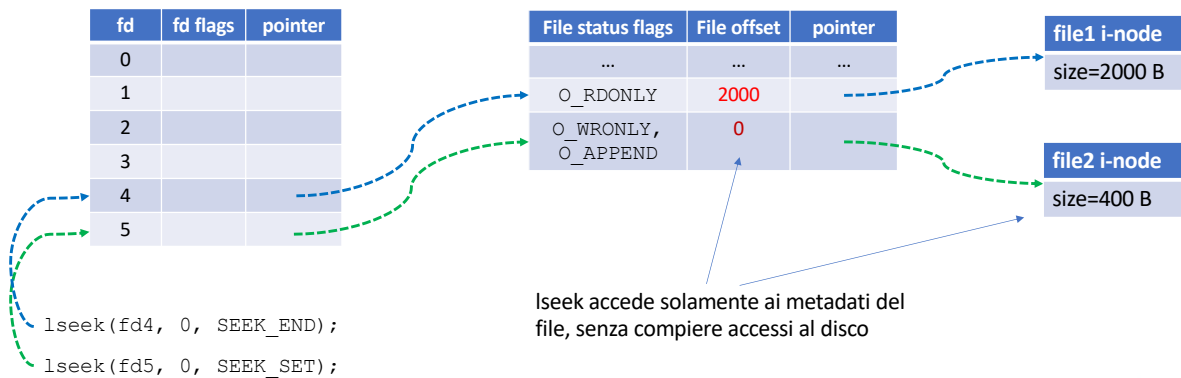 fd fd flags pointer
0
1
2
3
4
5
File status flags File offset pointer
... ... ...
O_RDONLY 2000
O_WRONLY, 0
O_APPEND
file1 i-node
size=2000 B
file2 i-node
size=400 B
lseek(fd4, 0, SEEK_END);
lseek(fd5, 0, SEEK_SET);
lseek accede solamente ai metadati del
file, senza compiere accessi al disco